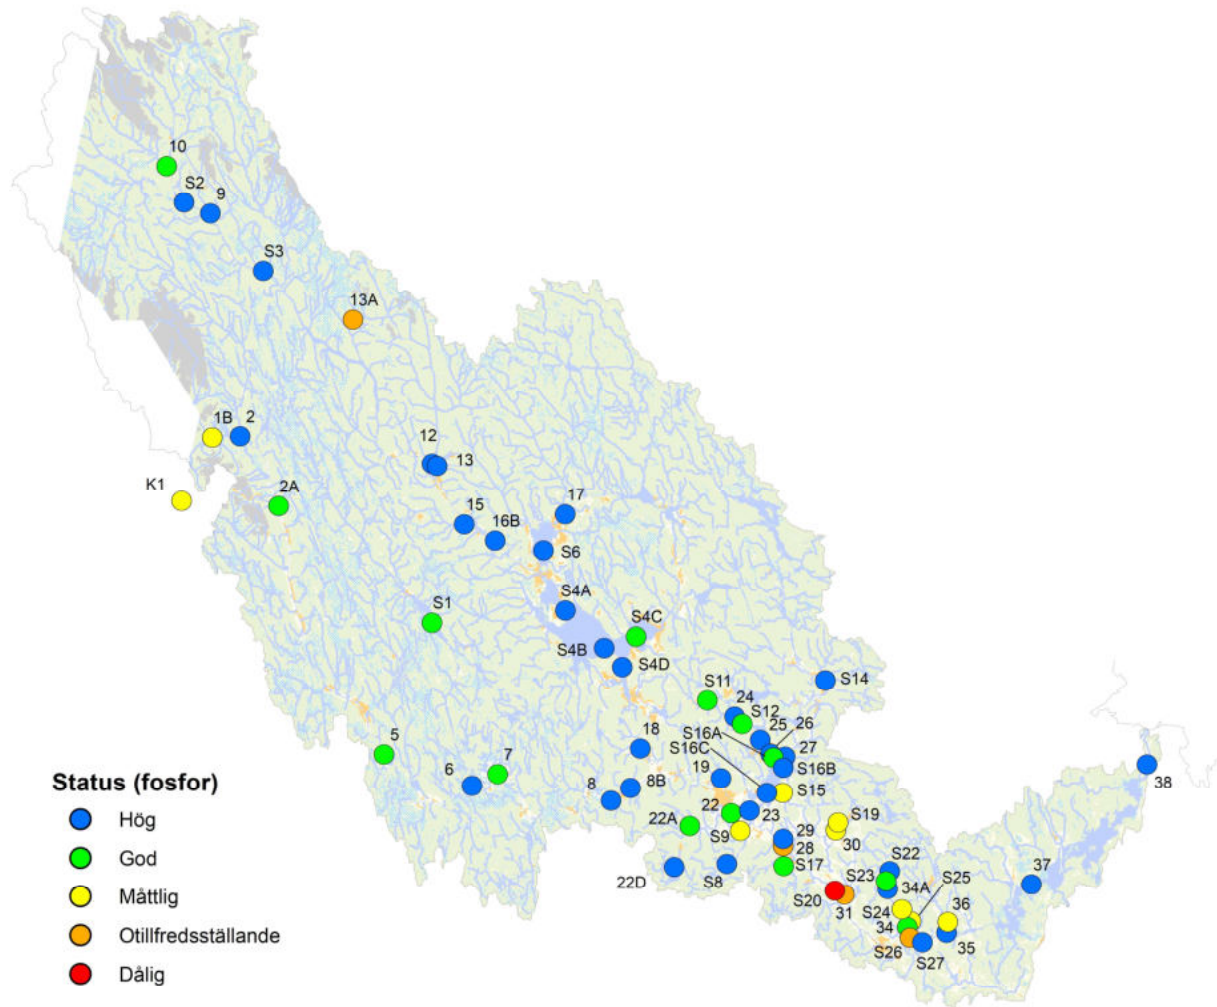 10
S2
9
S3
13A
1B
2
K1
2A
12
13
15
16B
17
S6
S4A
S1
S4C
S4B
S4D
S14
S11
24
S12
25
26
S16A
S16C
27
S16B
18
19
S15
5
6
7
8
8B
22
23
22A
S9
S19
30
29
28
S17
22D
S8
S22
S23
34A
S25
S20
31
S24
34
36
35
S26
S27
37
38
Status (fosfor)
Hög
God
Måttlig
Otillfredsställande
Dålig